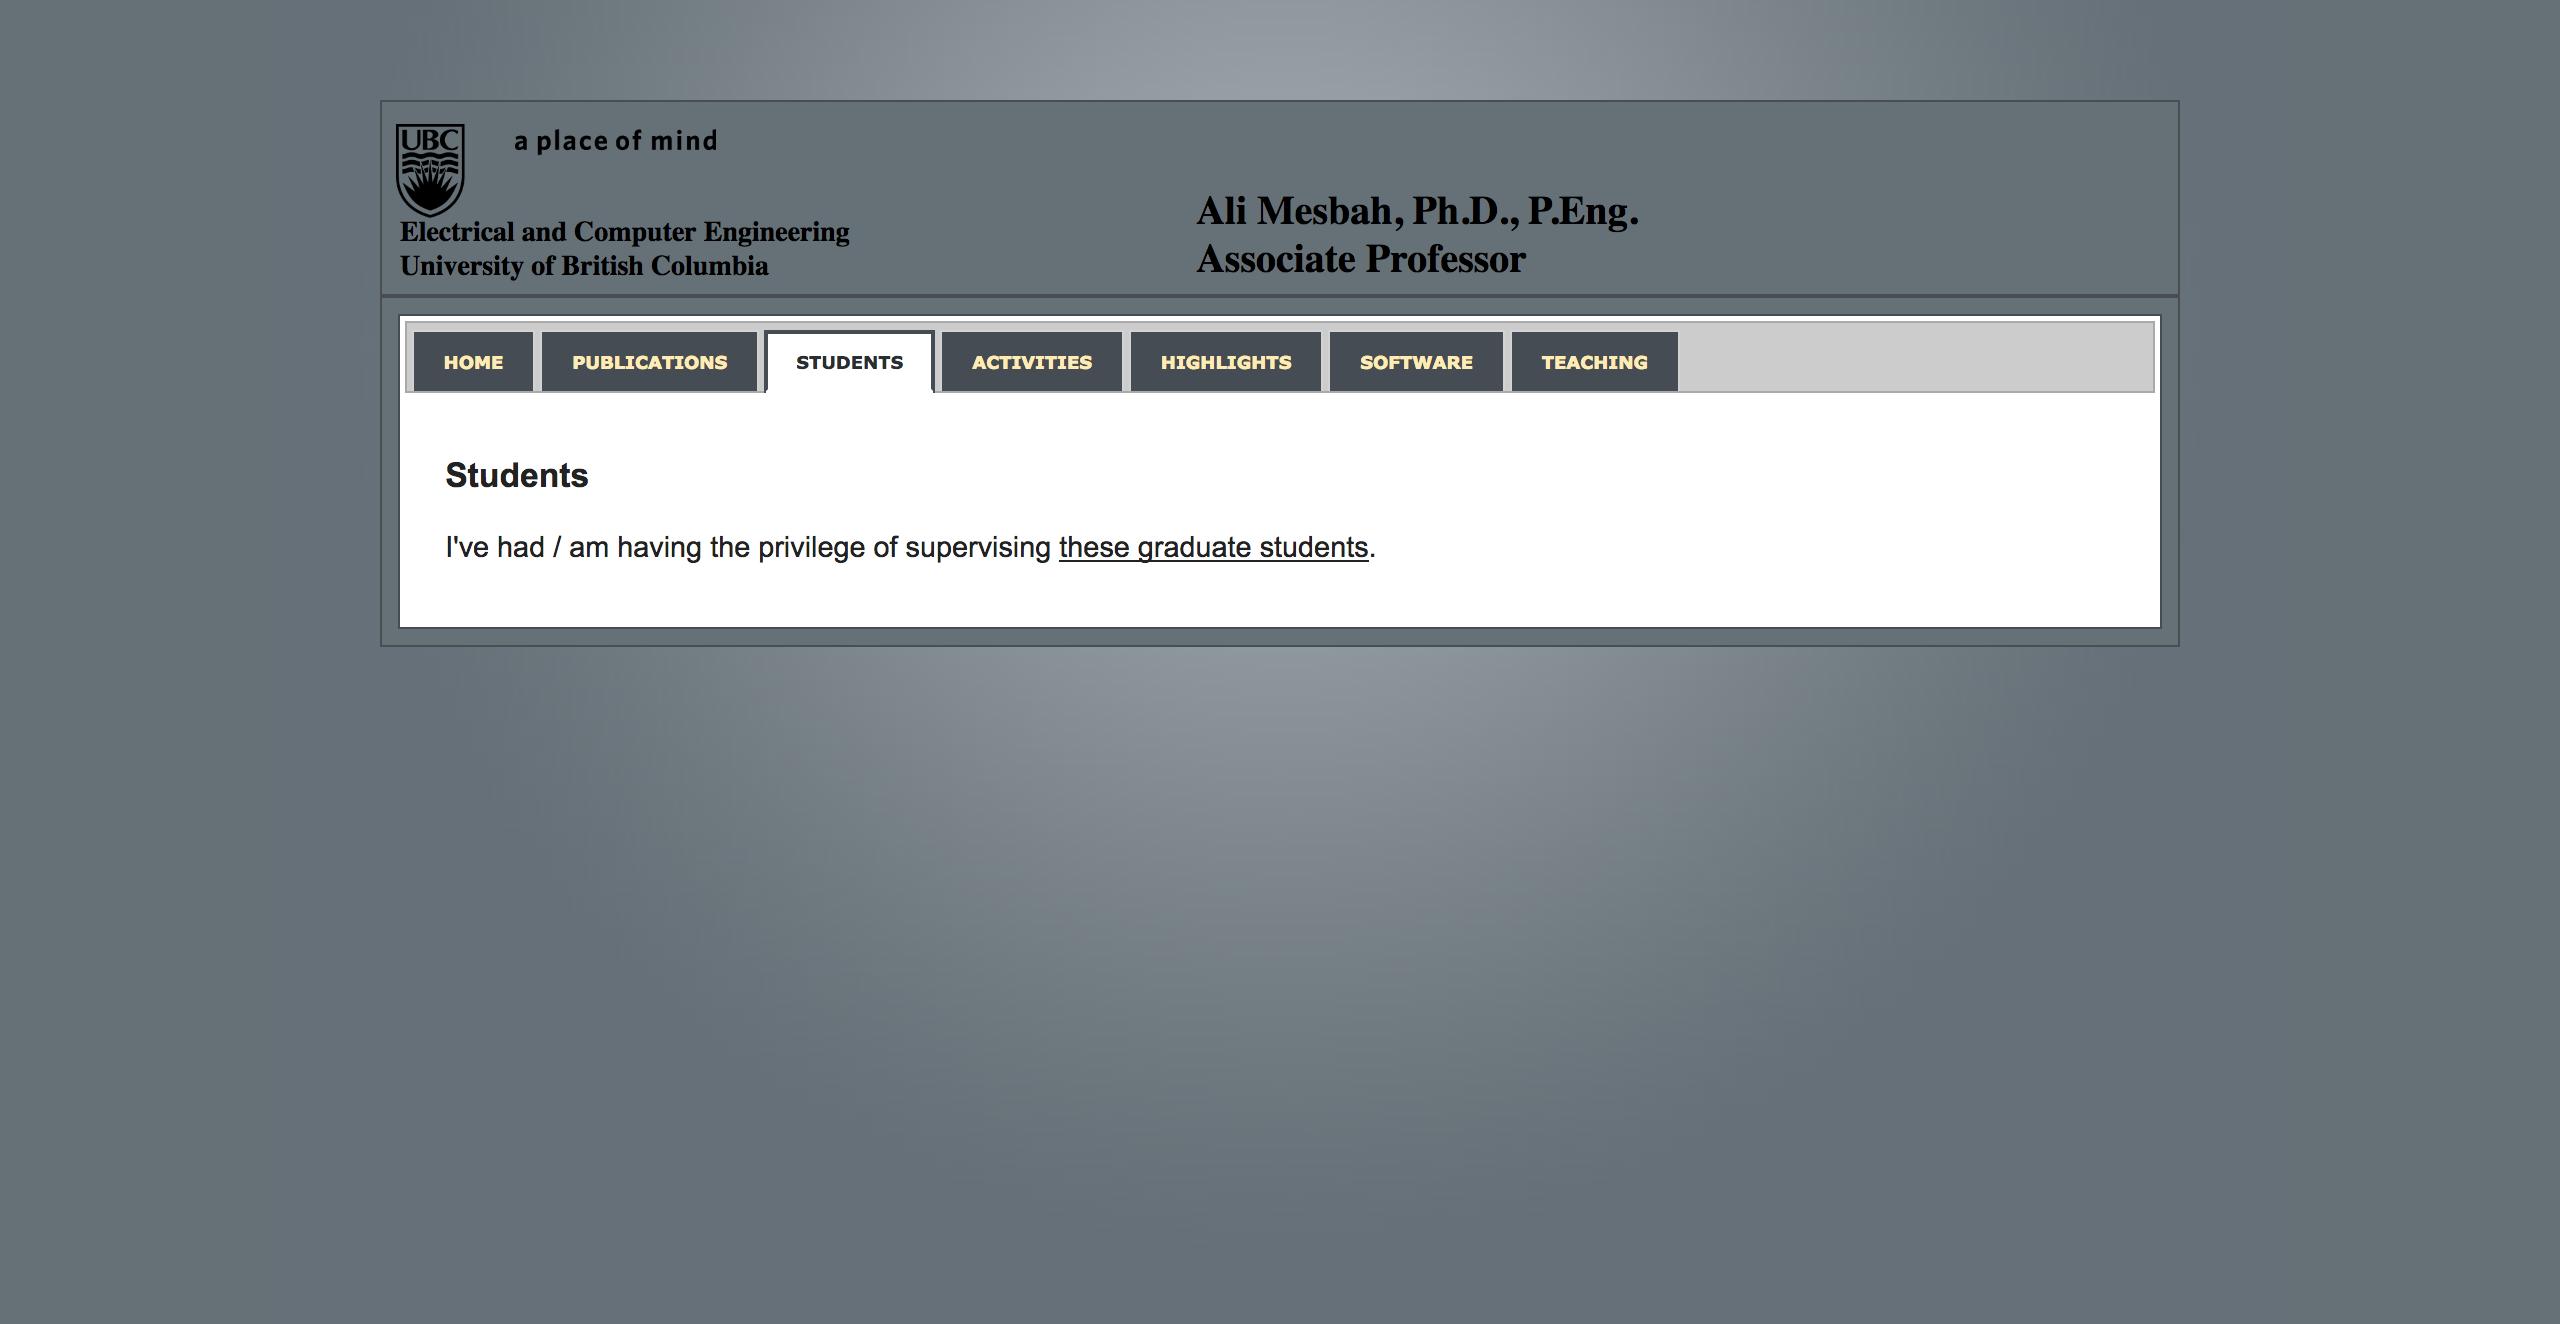 UBC
a place of mind
Electrical and Computer Engineering
University of British Columbia
Ali Mesbah, Ph.D., P.Eng.
Associate Professor
HOME PUBLICATIONS STUDENTS ACTIVITIES HIGHLIGHTS SOFTWARE TEACHING
Students
I've had / am having the privilege of supervising these graduate students.